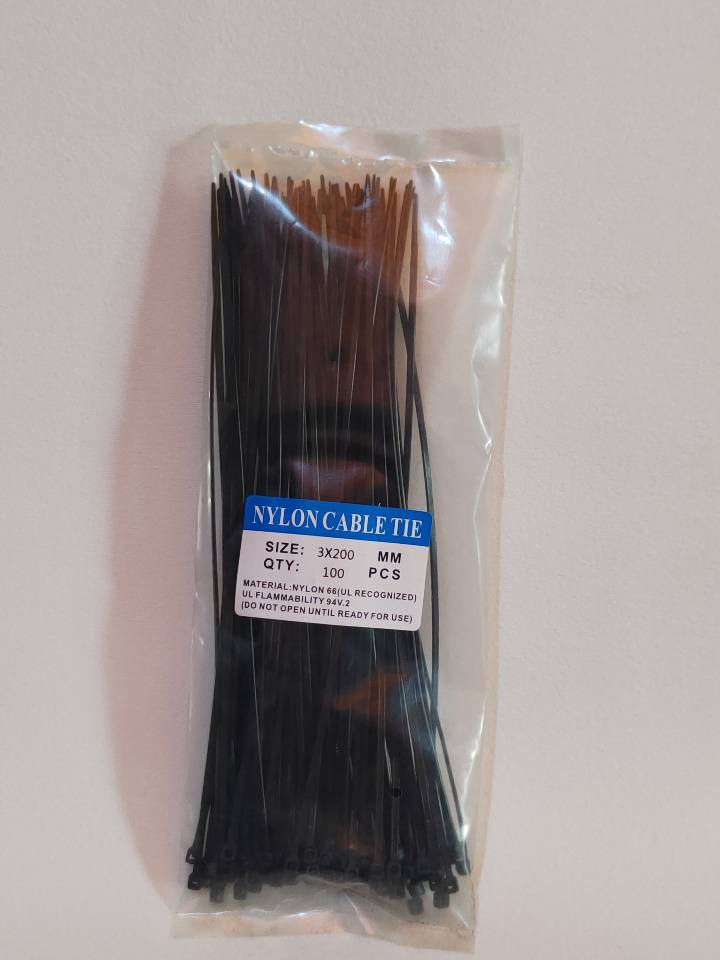 NYLON CABLE TIE
SIZE: 3X200 MM
QTY: 100 PCS
MATERIAL:NYLON 66(UL RECOGNIZED)
UL FLAMMABILITY 94V.2
(DO NOT OPEN UNTIL READY FOR USE)